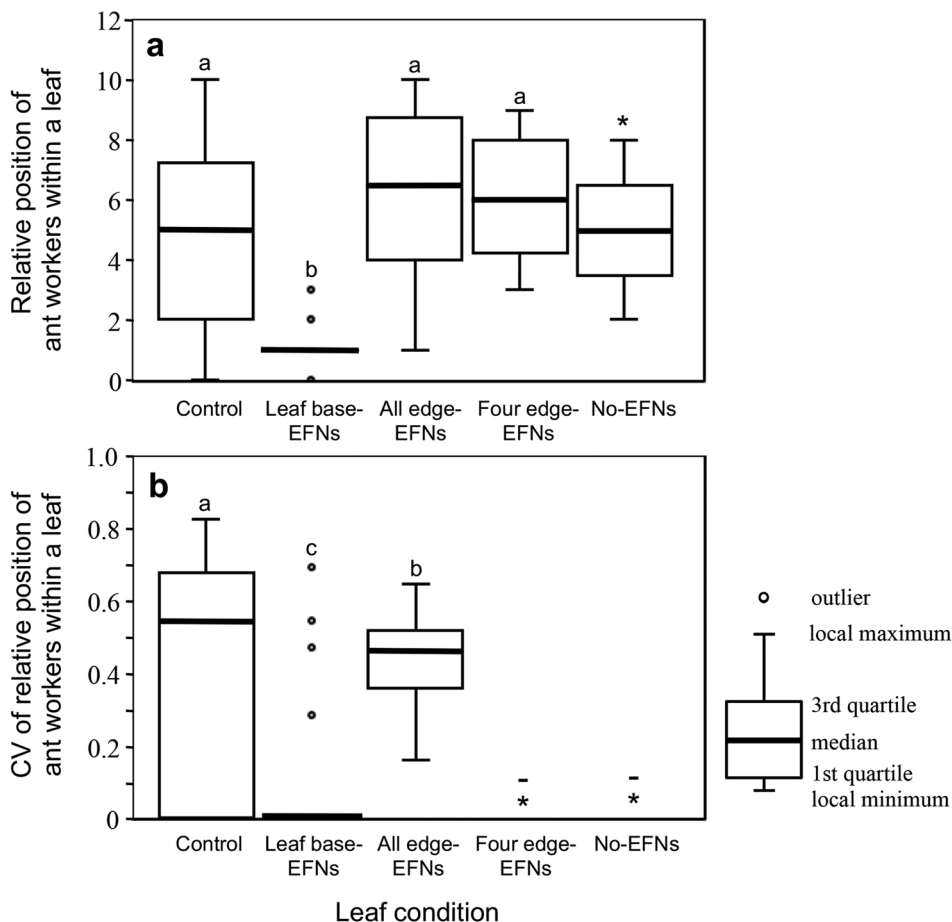 a
Relative position of
ant workers within a leaf
12
10
8
6
4
2
0
a
b
a
a
*
Control
Leaf base-
EFNs
All edge-
EFNs
Four edge-
EFNs
No-EFNs
b
CV of relative position of
ant workers within a leaf
1.0
0.8
0.6
0.4
0.2
0
a
c
b
-
*
-
*
Control
Leaf base-
EFNs
All edge-
EFNs
Four edge-
EFNs
No-EFNs
Leaf condition
outlier
local maximum
3rd quartile
median
1st quartile
local minimum